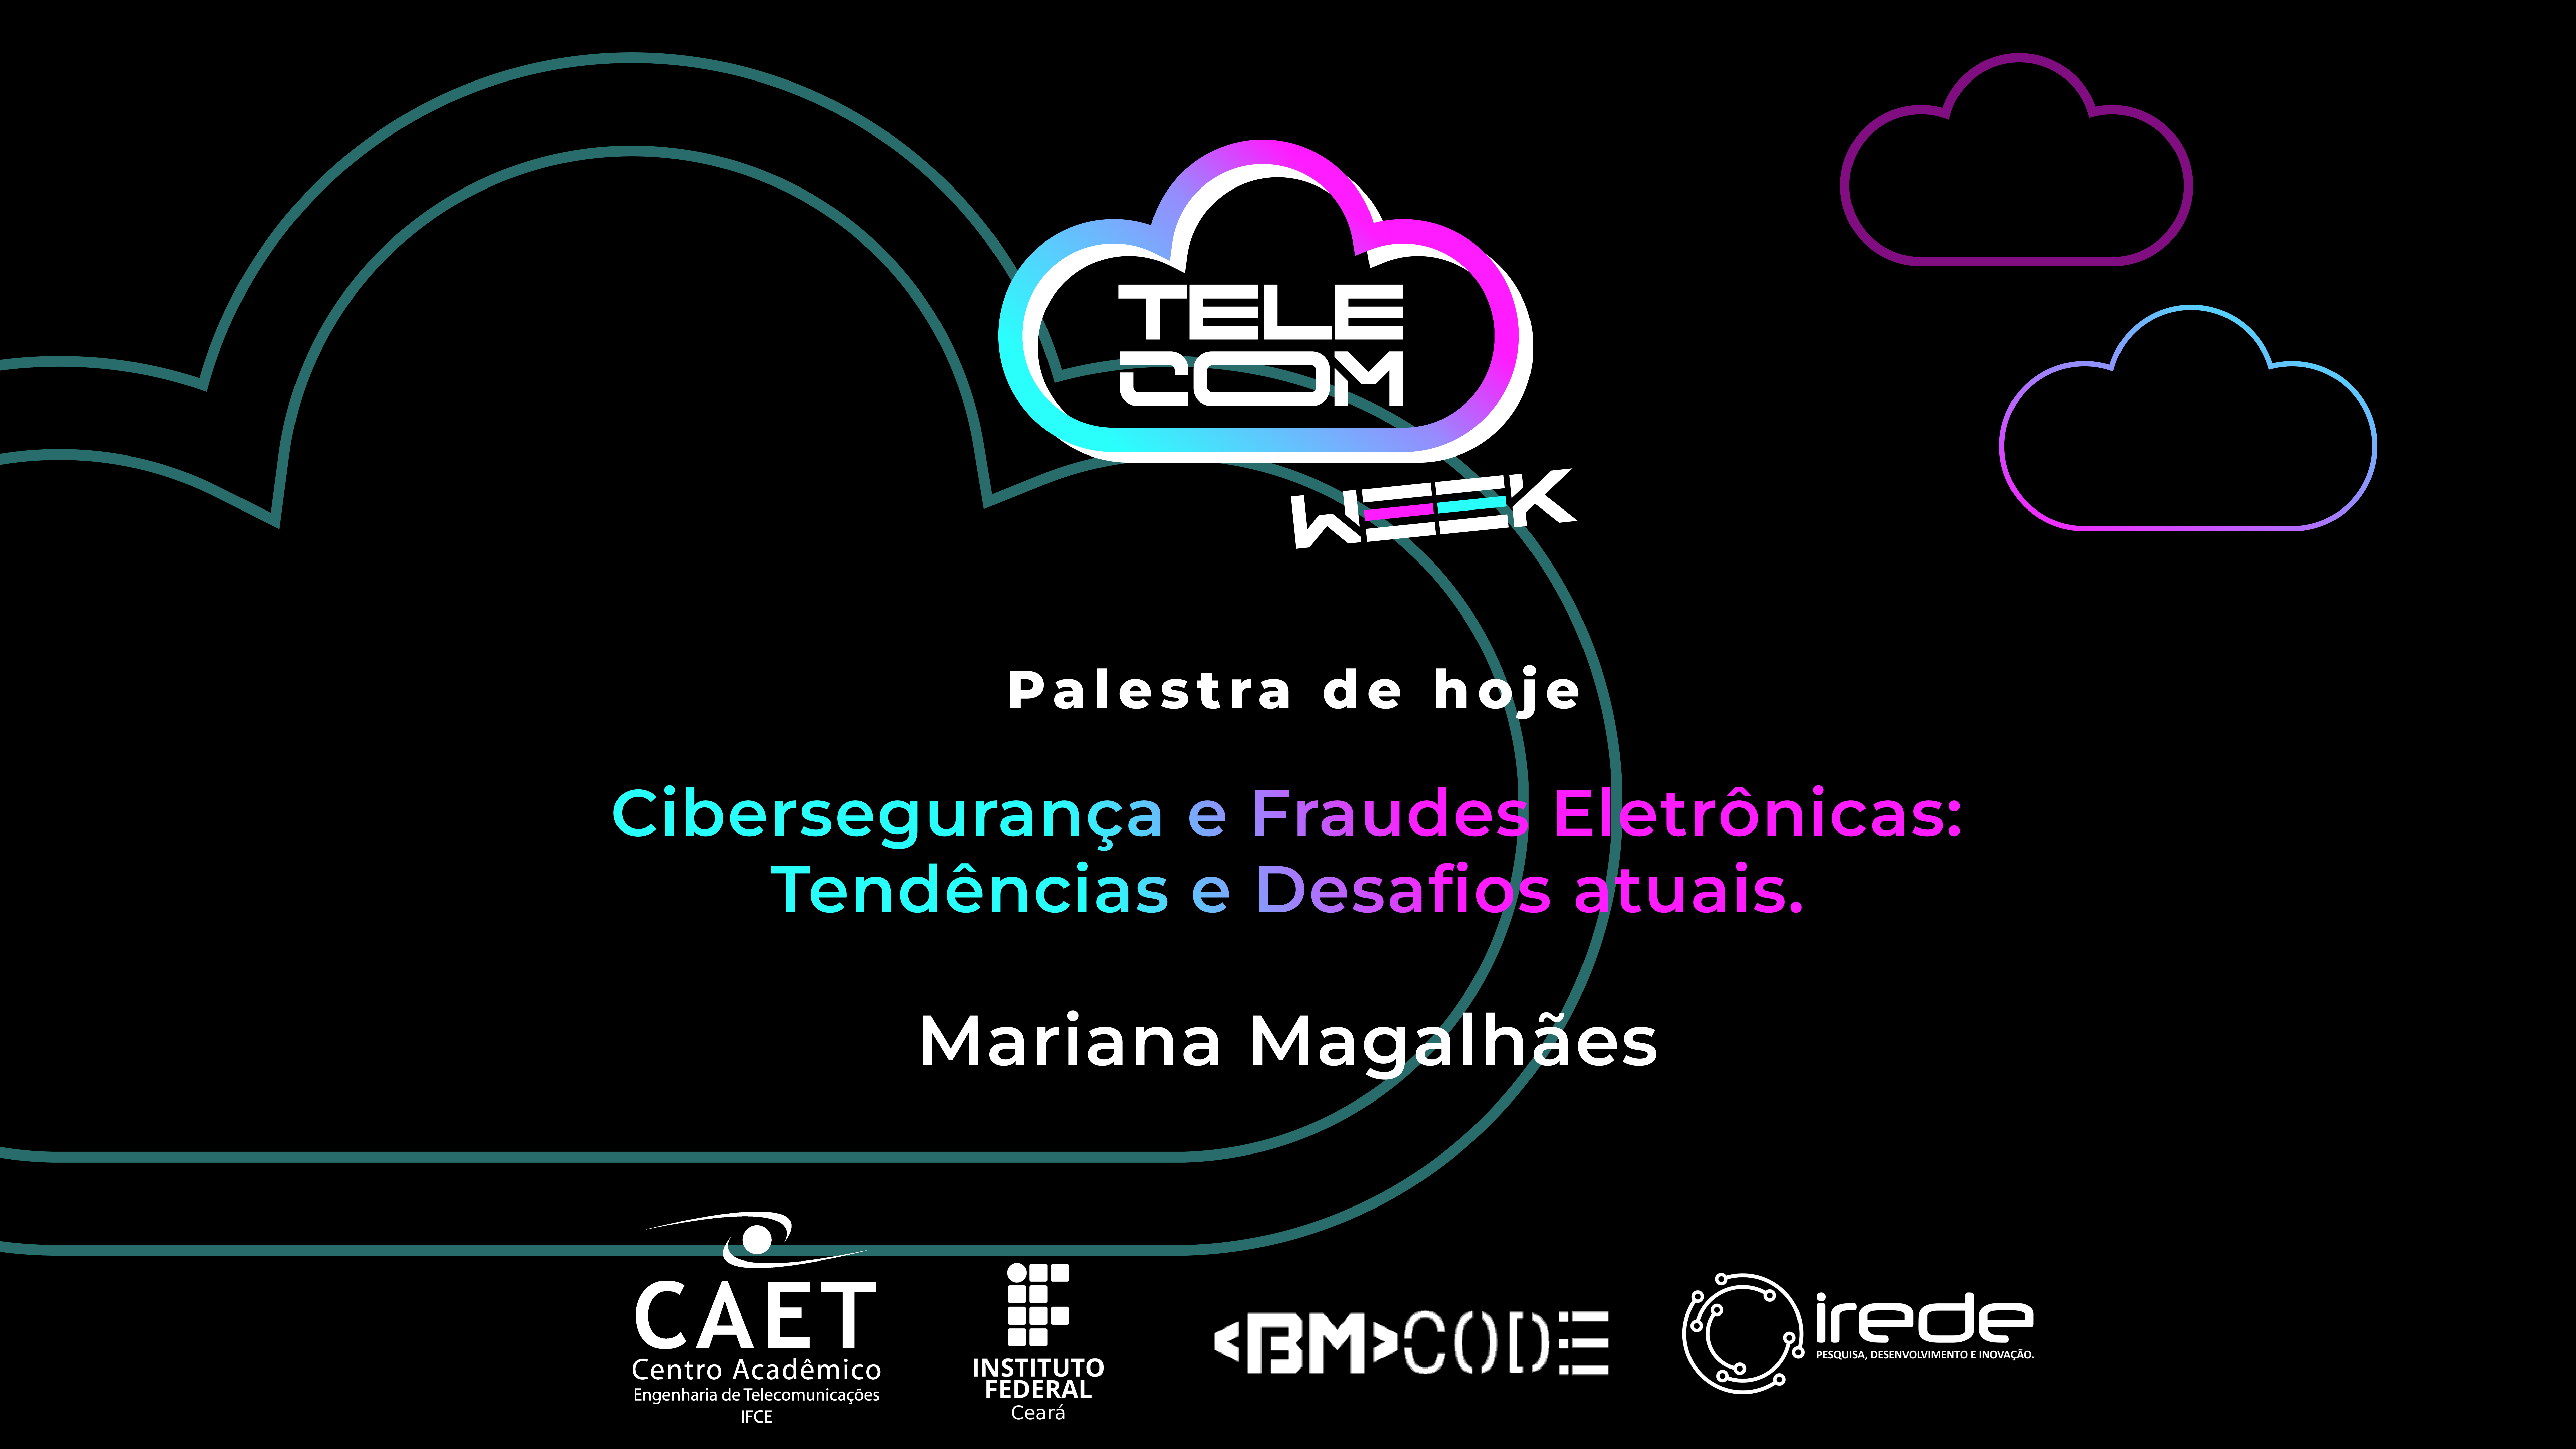 TELE
COM
WEEK
Palestra de hoje
Cibersegurança e Fraudes Eletrônicas:
Tendências e Desafios atuais.
Mariana Magalhães
CAET
Centro Acadêmico
Engenharia de Telecomunicações
IFCE
INSTITUTO
FEDERAL
Ceará
<BM>CODE
irede
PESQUISA, DESENVOLVIMENTO E INOVAÇÃO.